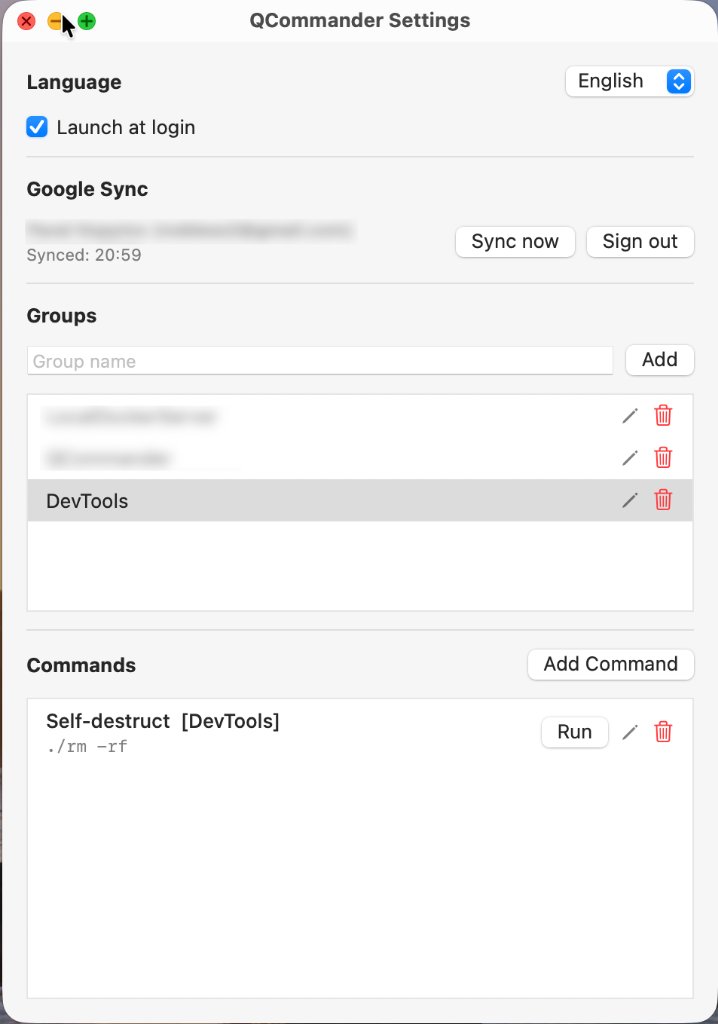 QCommander Settings
Language
English
Launch at login
Google Sync
Synced: 20:59
Sync now
Sign out
Groups
Group name
Add
DevTools
Commands
Add Command
Self-destruct [DevTools]
./rm –rf
Run